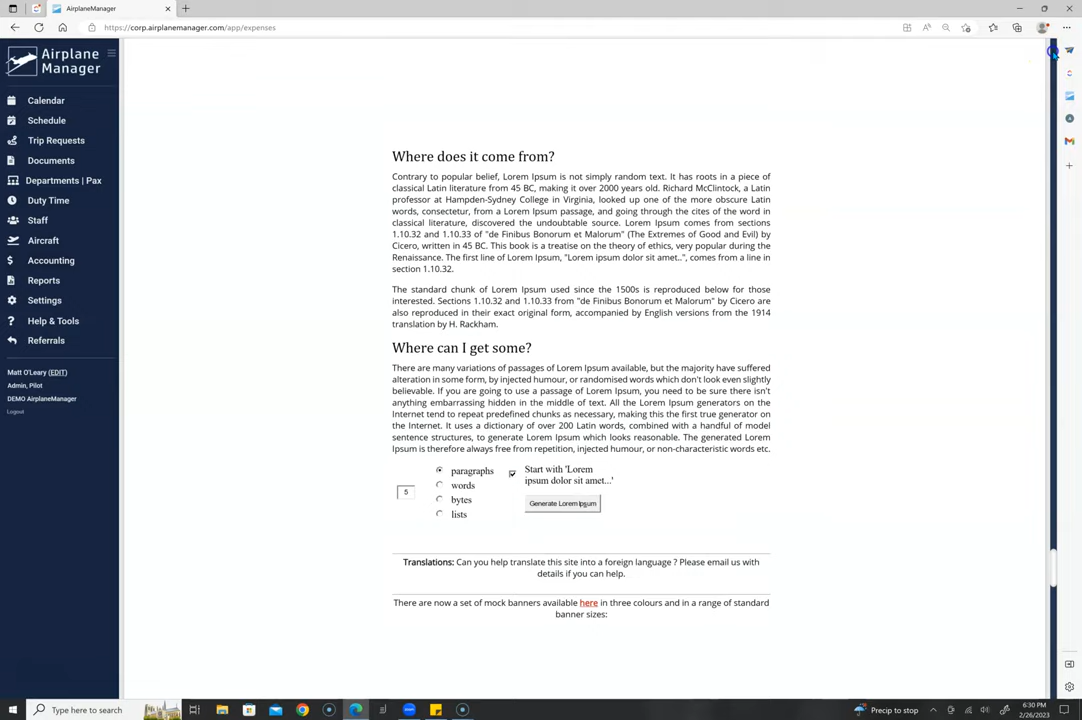 AirplaneManager
https://corp.airplanemanager.com/app/expenses
Airplane
Manager
Calendar
Schedule
Trip Requests
Documents
Departments | Pax
Duty Time
Staff
Aircraft
Accounting
Reports
Settings
Help & Tools
Referrals
Matt O'Leary (EDIT)
Admin, Pilot
DEMO AirplaneManager
Logout
Where does it come from?
Contrary to popular belief, Lorem Ipsum is not simply random text. It has roots in a piece of
classical Latin literature from 45 BC, making it over 2000 years old. Richard McClintock, a Latin
professor at Hampden-Sydney College in Virginia, looked up one of the more obscure Latin
words, consectetur, from a Lorem Ipsum passage, and going through the cites of the word in
classical literature, discovered the undoubtable source. Lorem Ipsum comes from sections
1.10.32 and 1.10.33 of "de Finibus Bonorum et Malorum" (The Extremes of Good and Evil) by
Cicero, written in 45 BC. This book is a treatise on the theory of ethics, very popular during the
Renaissance. The first line of Lorem Ipsum, "Lorem ipsum dolor sit amet..", comes from a line in
section 1.10.32.
The standard chunk of Lorem Ipsum used since the 1500s is reproduced below for those
interested. Sections 1.10.32 and 1.10.33 from "de Finibus Bonorum et Malorum" by Cicero are
also reproduced in their exact original form, accompanied by English versions from the 1914
translation by H. Rackham.
Where can I get some?
There are many variations of passages of Lorem Ipsum available, but the majority have suffered
alteration in some form, by injected humour, or randomised words which don't look even slightly
believable. If you are going to use a passage of Lorem Ipsum, you need to be sure there isn't
anything embarrassing hidden in the middle of text. All the Lorem Ipsum generators on the
Internet tend to repeat predefined chunks as necessary, making this the first true generator on
the Internet. It uses a dictionary of over 200 Latin words, combined with a handful of model
sentence structures, to generate Lorem Ipsum which looks reasonable. The generated Lorem
Ipsum is therefore always free from repetition, injected humour, or non-characteristic words etc.
5
paragraphs
words
bytes
lists
Start with 'Lorem
ipsum dolor sit amet...'
Generate Lorem Ipsum
Translations: Can you help translate this site into a foreign language ? Please email us with
details if you can help.
There are now a set of mock banners available here in three colours and in a range of standard
banner sizes:
Type here to search
Precip to stop
6:30 PM
2/26/2023